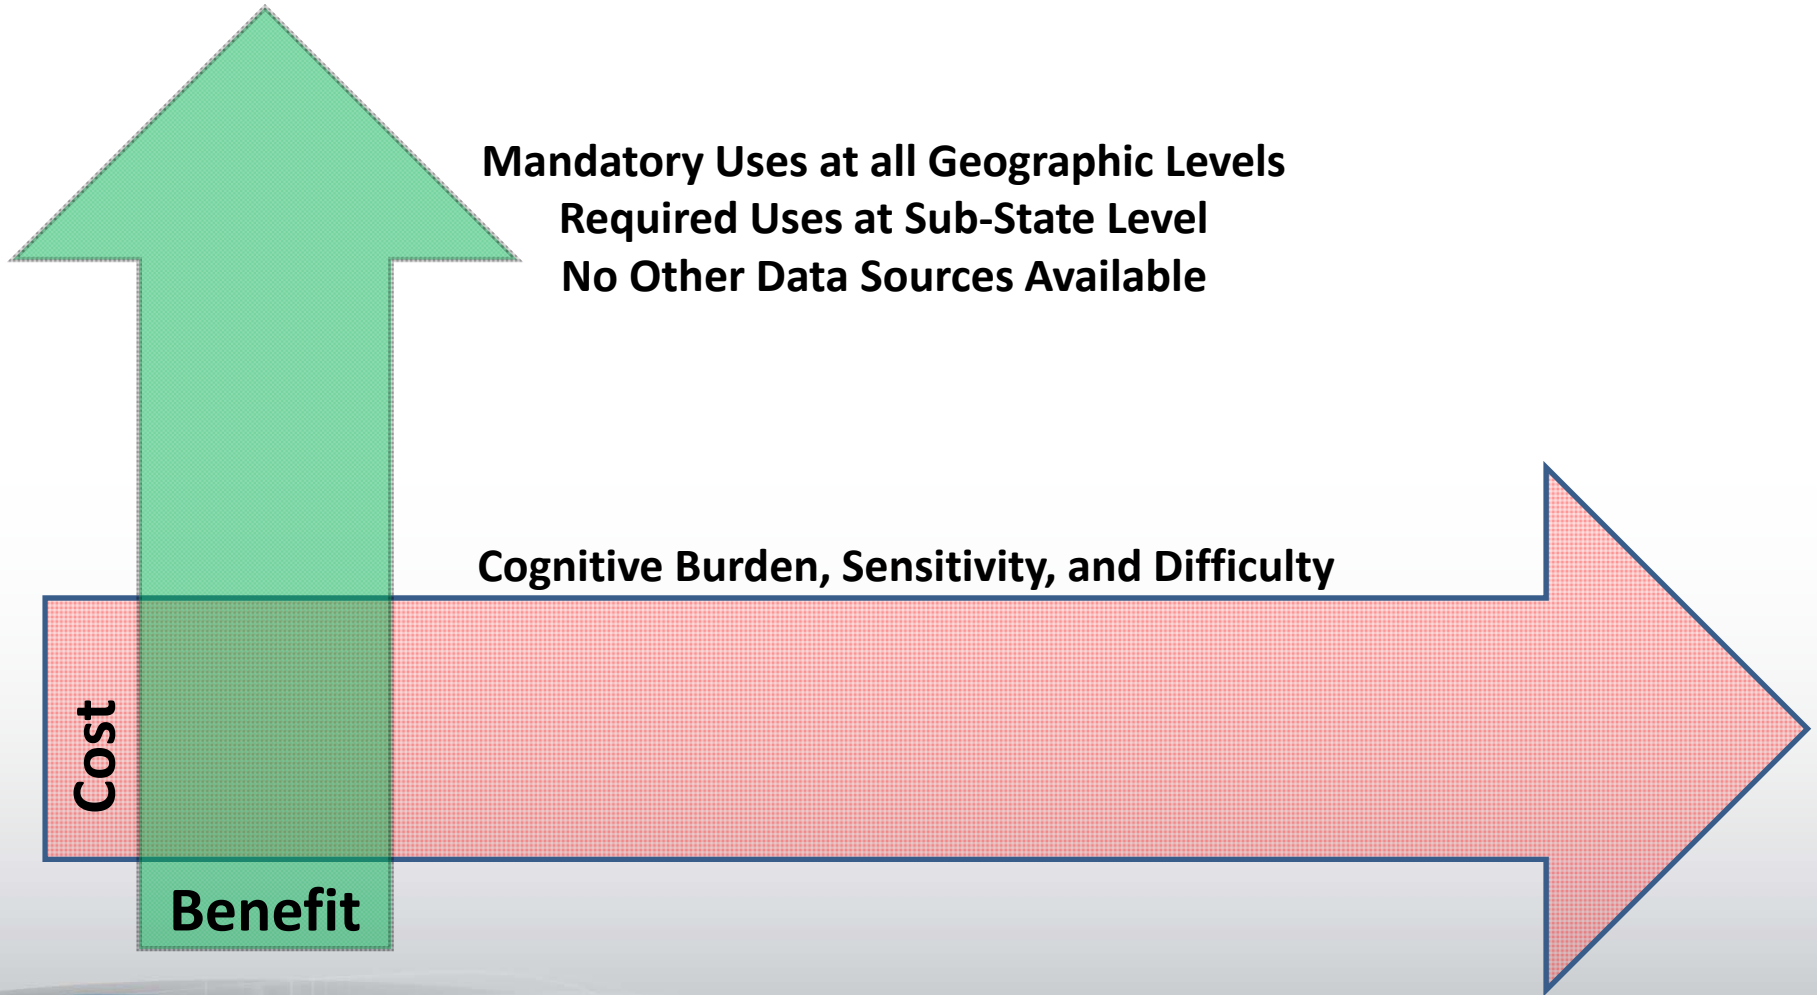 Mandatory Uses at all Geographic Levels
Required Uses at Sub-State Level
No Other Data Sources Available
Cognitive Burden, Sensitivity, and Difficulty
Cost
Benefit